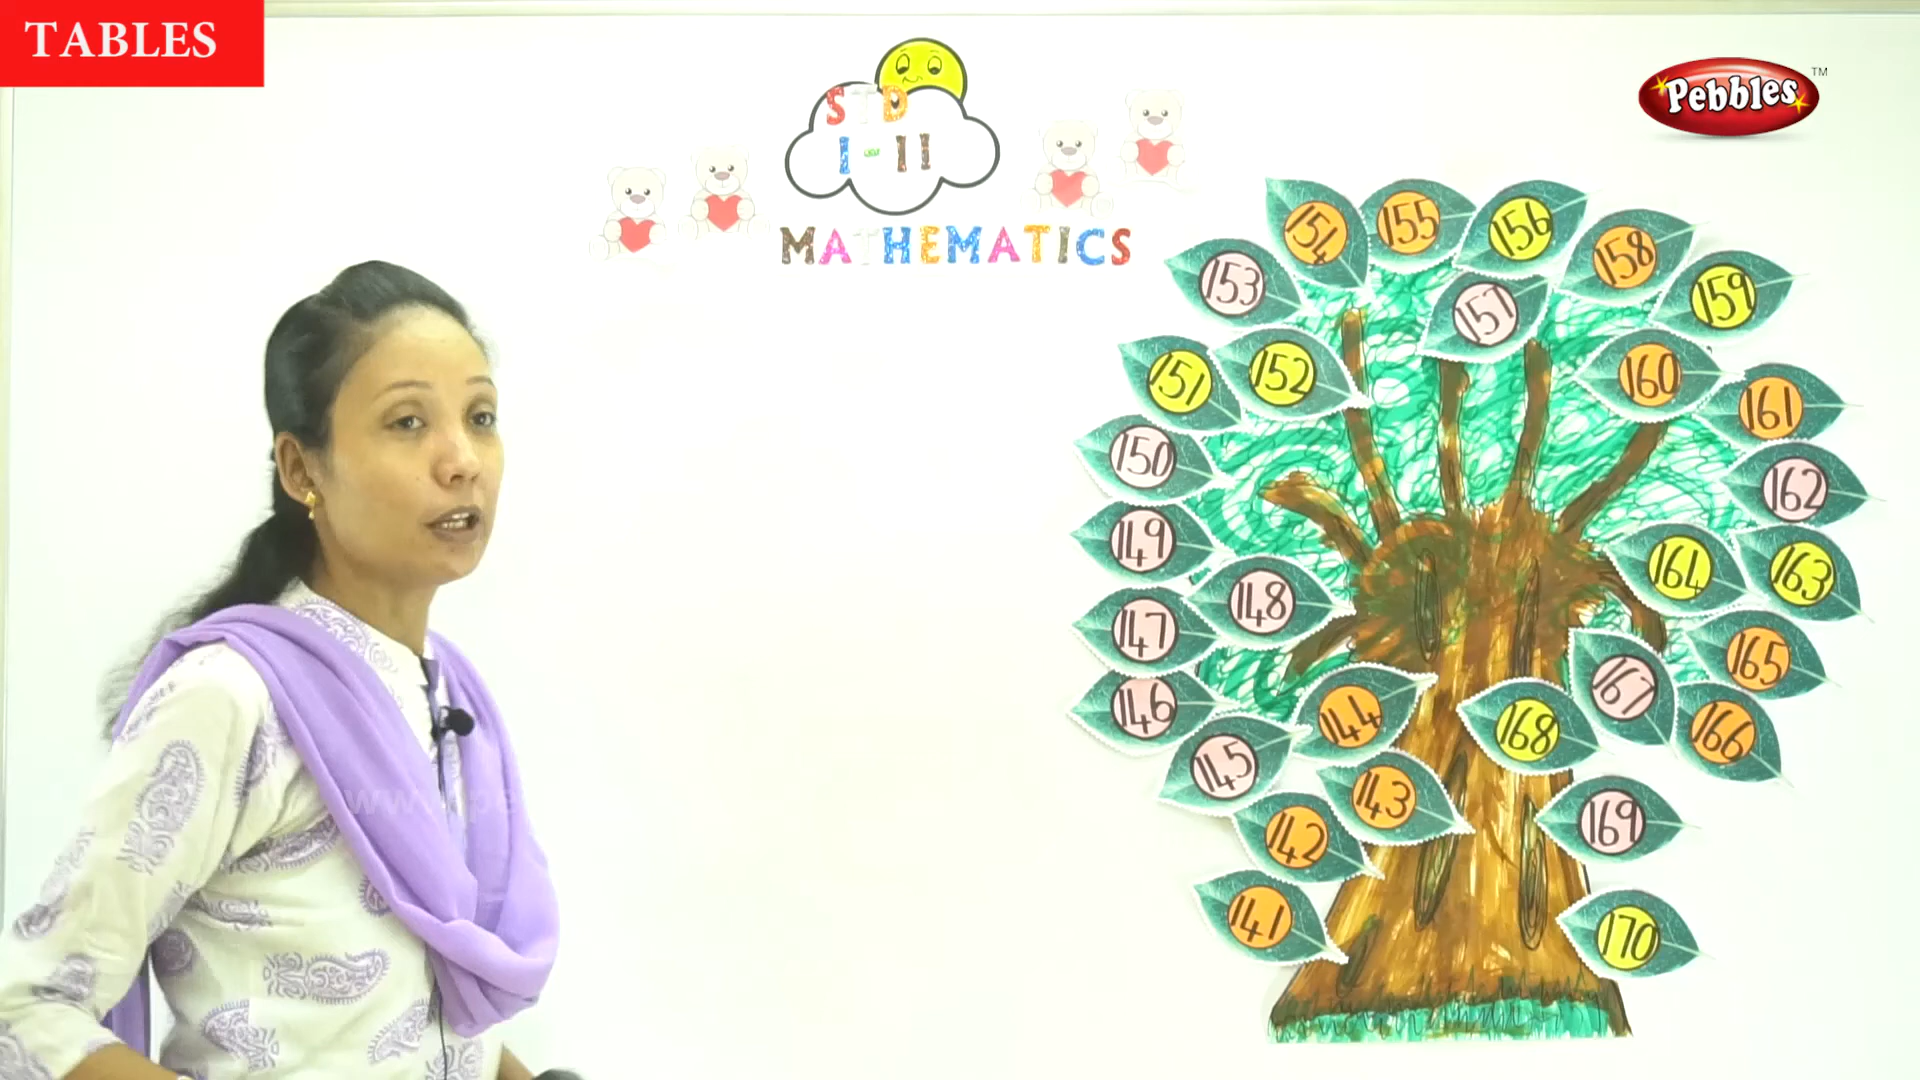 TABLES
STD
I-II
MATHEMATICS
Pebbles™
154 155 156
158
153 159
157
151 152 160 161
150 162
149 164 163
148
147 165
167
146 144 168 166
145
143
142 169
141 170